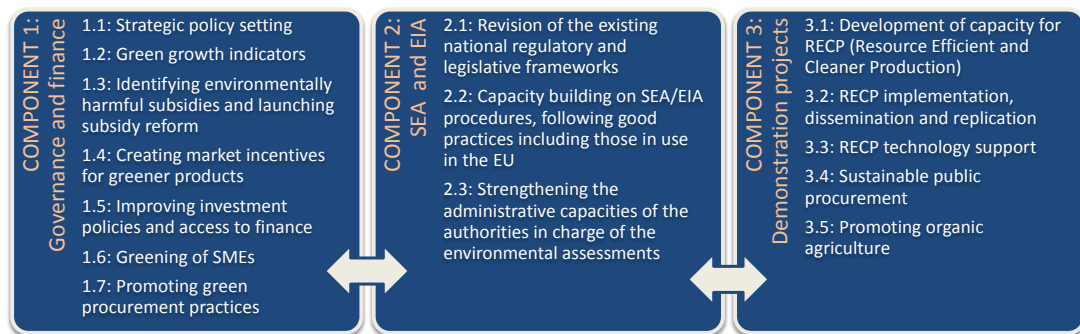 COMPONENT 1:
Governance and finance
1.1: Strategic policy setting
1.2: Green growth indicators
1.3: Identifying environmentally
harmful subsidies and launching
subsidy reform
1.4: Creating market incentives
for greener products
1.5: Improving investment
policies and access to finance
1.6: Greening of SMEs
1.7: Promoting green
procurement practices
COMPONENT 2:
SEA and EIA
2.1: Revision of the existing
national regulatory and
legislative frameworks
2.2: Capacity building on SEA/EIA
procedures, following good
practices including those in use
in the EU
2.3: Strengthening the
administrative capacities of the
authorities in charge of the
environmental assessments
COMPONENT 3:
Demonstration projects
3.1: Development of capacity for
RECP (Resource Efficient and
Cleaner Production)
3.2: RECP implementation,
dissemination and replication
3.3: RECP technology support
3.4: Sustainable public
procurement
3.5: Promoting organic
agriculture